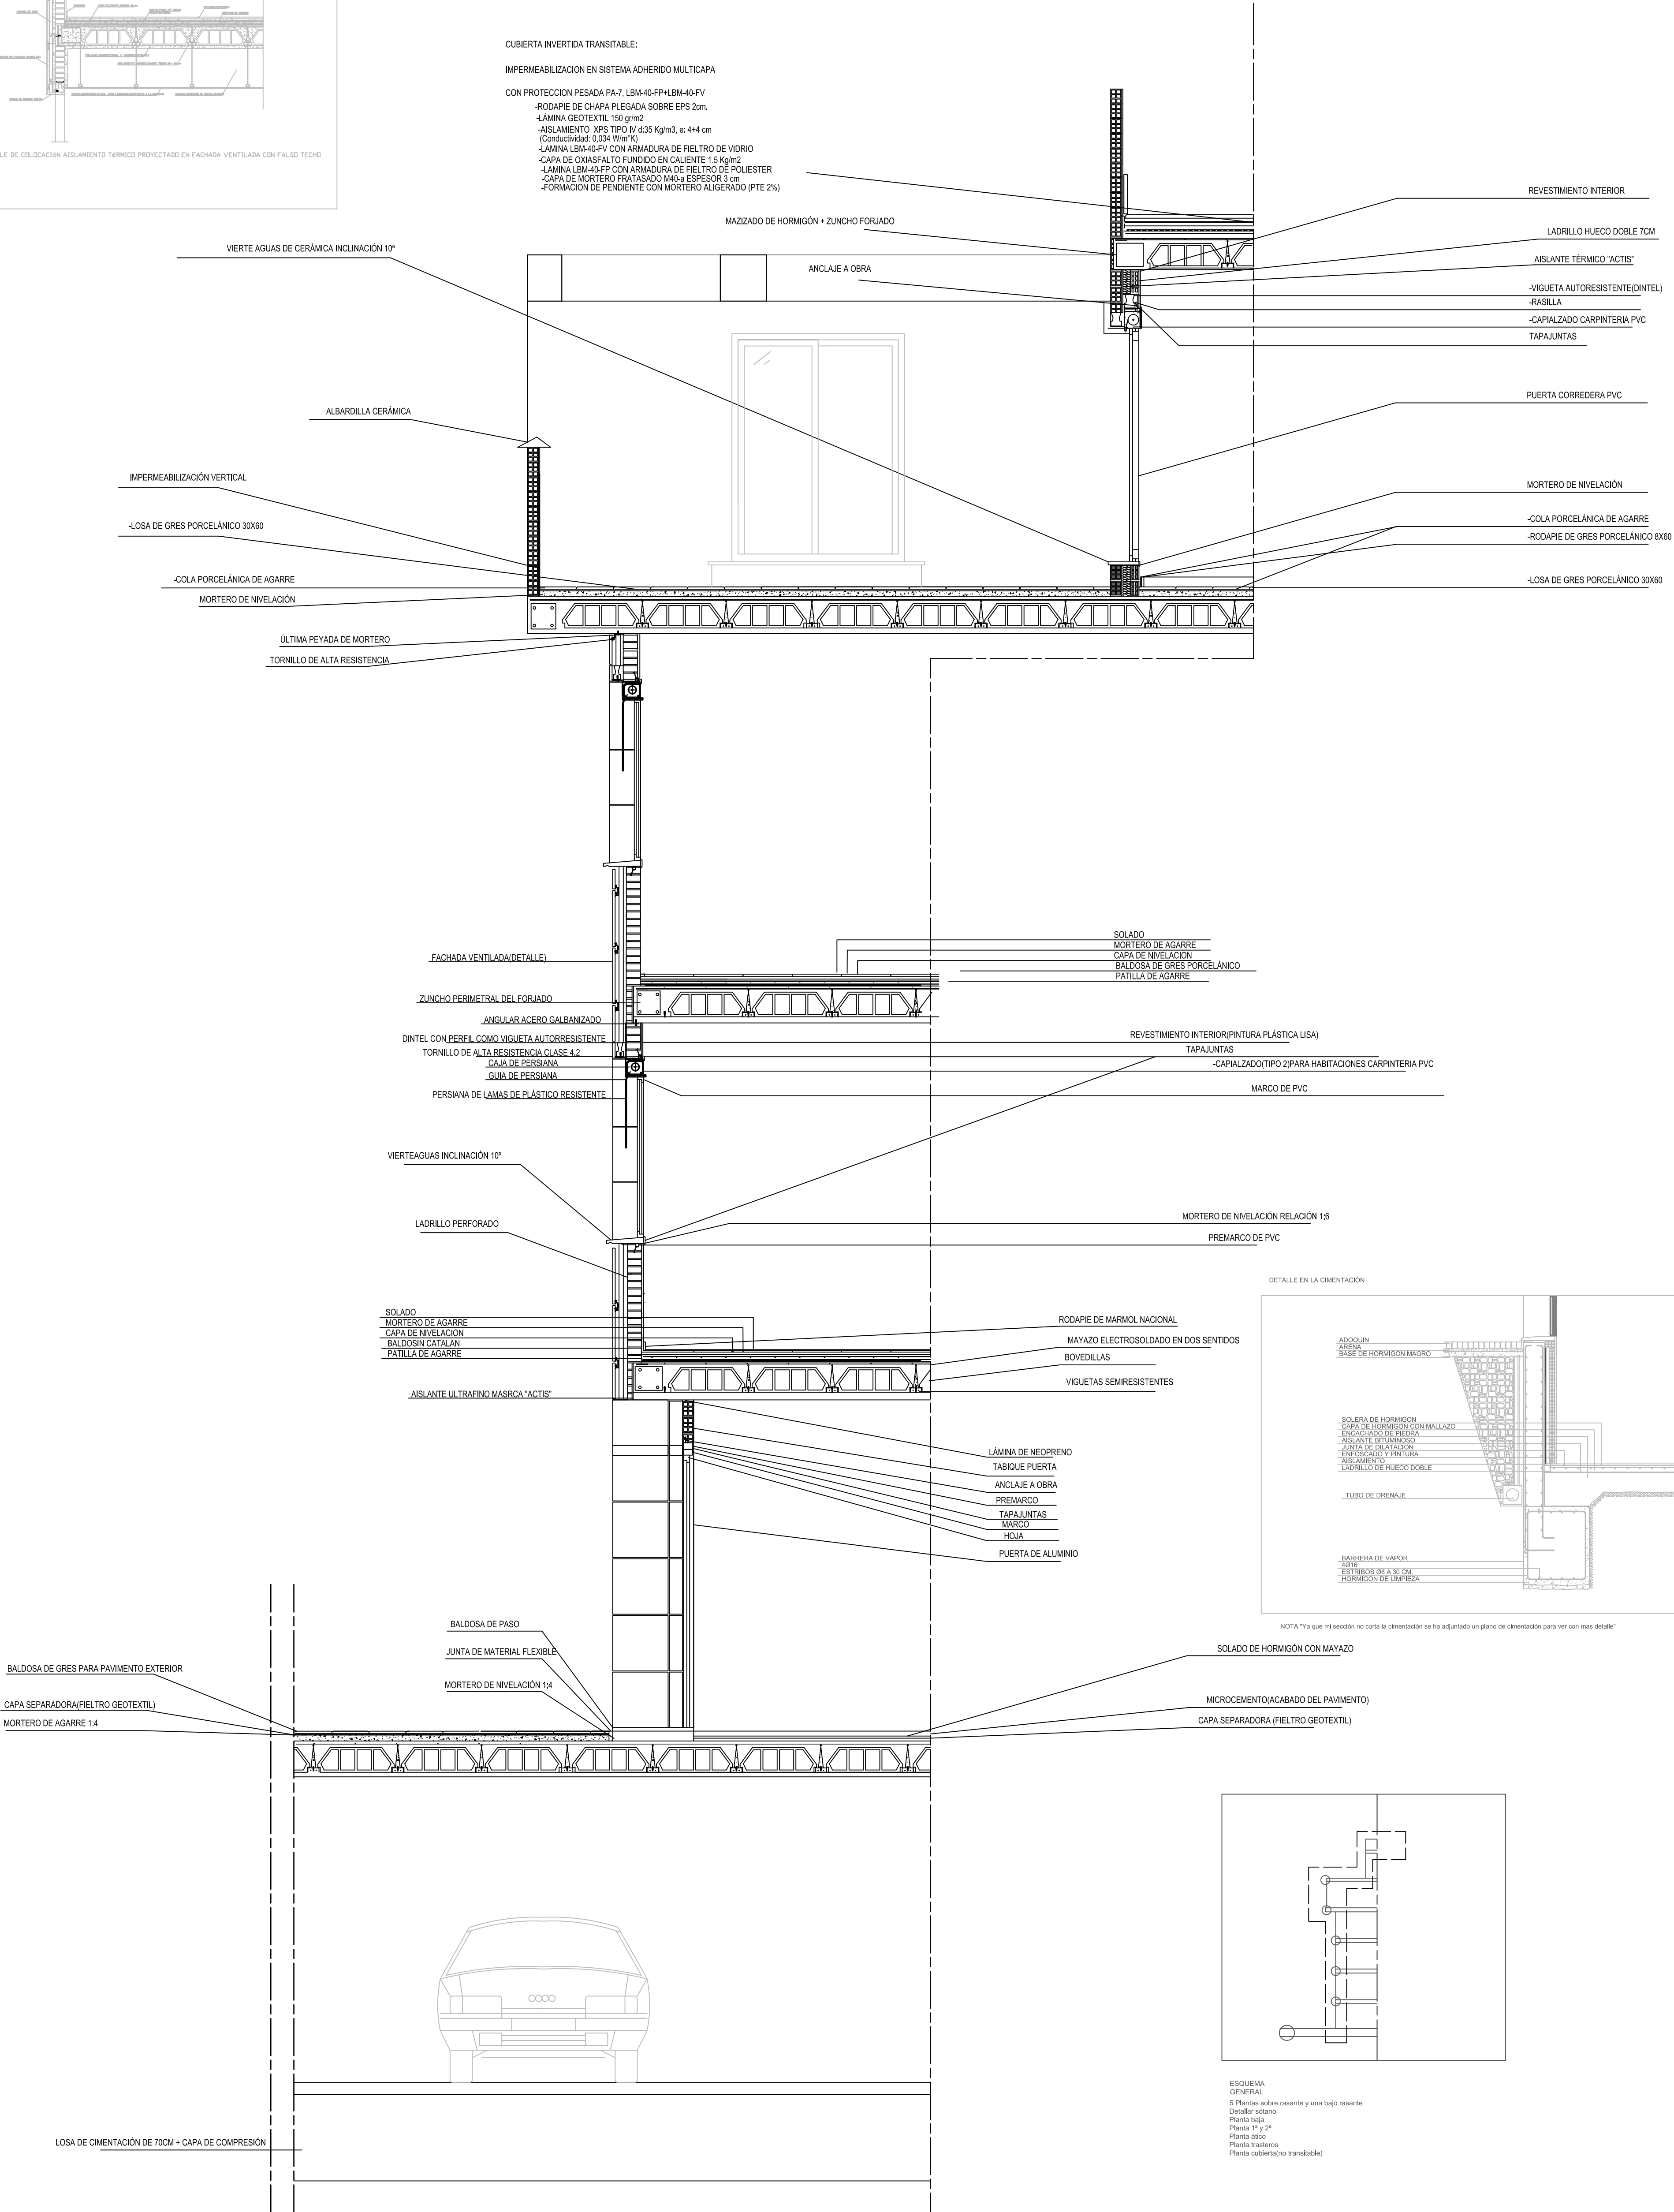 LE DE COLOCACIÓN AISLAMIENTO TÉRMICO PROYECTADO EN FACHADA VENTILADA CON FALSO TECHO
CUBIERTA INVERTIDA TRANSITABLE:
IMPERMEABILIZACION EN SISTEMA ADHERIDO MULTICAPA
CON PROTECCION PESADA PA-7, LBM-40-FP+LBM-40-FV
-RODAPIE DE CHAPA PLEGADA SOBRE EPS 2cm.
-LÁMINA GEOTEXTIL 150 gr/m2
-AISLAMIENTO XPS TIPO IV d:35 Kg/m3, e: 4+4 cm
(Conductividad: 0,034 W/m°K)
-LAMINA LBM-40-FV CON ARMADURA DE FIELTRO DE VIDRIO
-CAPA DE OXIASFALTO FUNDIDO EN CALIENTE 1,5 Kg/m2
-LAMINA LBM-40-FP CON ARMADURA DE FIELTRO DE POLIESTER
-CAPA DE MORTERO FRATASADO M40-a ESPESOR 3 cm
-FORMACION DE PENDIENTE CON MORTERO ALIGERADO (PTE 2%)
MAZIZADO DE HORMIGÓN + ZUNCHO FORJADO
VIERTE AGUAS DE CERÁMICA INCLINACIÓN 10º
ANCLAJE A OBRA
REVESTIMIENTO INTERIOR
LADRILLO HUECO DOBLE 7CM
AISLANTE TÉRMICO "ACTIS"
-VIGUETA AUTORESISTENTE(DINTEL)
-RASILLA
-CAPIALZADO CARPINTERIA PVC
TAPAJUNTAS
PUERTA CORREDERA PVC
ALBARDILLA CERÁMICA
IMPERMEABILIZACIÓN VERTICAL
-LOSA DE GRES PORCELÁNICO 30X60
-COLA PORCELÁNICA DE AGARRE
MORTERO DE NIVELACIÓN
MORTERO DE NIVELACIÓN
-COLA PORCELÁNICA DE AGARRE
-RODAPIE DE GRES PORCELÁNICO 8X60
-LOSA DE GRES PORCELÁNICO 30X60
ÚLTIMA PEYADA DE MORTERO
TORNILLO DE ALTA RESISTENCIA
FACHADA VENTILADA(DETALLE)
ZUNCHO PERIMETRAL DEL FORJADO
ANGULAR ACERO GALBANIZADO
DINTEL CON PERFIL COMO VIGUETA AUTORRESISTENTE
TORNILLO DE ALTA RESISTENCIA CLASE 4,2
CAJA DE PERSIANA
GUIA DE PERSIANA
PERSIANA DE LAMAS DE PLÁSTICO RESISTENTE
SOLADO
MORTERO DE AGARRE
CAPA DE NIVELACION
BALDOSA DE GRES PORCELÁNICO
PATILLA DE AGARRE
REVESTIMIENTO INTERIOR(PINTURA PLÁSTICA LISA)
TAPAJUNTAS
-CAPIALZADO(TIPO 2)PARA HABITACIONES CARPINTERIA PVC
MARCO DE PVC
VIERTEAGUAS INCLINACIÓN 10º
LADRILLO PERFORADO
MORTERO DE NIVELACIÓN RELACIÓN 1;6
PREMARCO DE PVC
SOLADO
MORTERO DE AGARRE
CAPA DE NIVELACION
BALDOSIN CATALAN
PATILLA DE AGARRE
AISLANTE ULTRAFINO MASRCA "ACTIS"
RODAPIE DE MARMOL NACIONAL
MAYAZO ELECTROSOLDADO EN DOS SENTIDOS
BOVEDILLAS
VIGUETAS SEMIRESISTENTES
LÁMINA DE NEOPRENO
TABIQUE PUERTA
ANCLAJE A OBRA
PREMARCO
TAPAJUNTAS
MARCO
HOJA
PUERTA DE ALUMINIO
DETALLE EN LA CIMENTACIÓN
ADOQUIN
ARENA
BASE DE HORMIGON MAGRO
SOLERA DE HORMIGON
CAPA DE HORMIGON CON MALLAZO
ENCACHADO DE PIEDRA
AISLANTE BITUMINOSO
JUNTA DE DILATACION
ENFOSCADO Y PINTURA
AISLAMIENTO
LADRILLO DE HUECO DOBLE
TUBO DE DRENAJE
BARRERA DE VAPOR
4Ø16
ESTRIBOS Ø8 A 30 CM.
HORMIGON DE LIMPIEZA
NOTA "Ya que mi sección no corta la cimentación se ha adjuntado un plano de cimentación para ver con mas detalle"
BALDOSA DE PASO
JUNTA DE MATERIAL FLEXIBLE
MORTERO DE NIVELACIÓN 1;4
BALDOSA DE GRES PARA PAVIMENTO EXTERIOR
CAPA SEPARADORA(FIELTRO GEOTEXTIL)
MORTERO DE AGARRE 1:4
SOLADO DE HORMIGÓN CON MAYAZO
MICROCEMENTO(ACABADO DEL PAVIMENTO)
CAPA SEPARADORA (FIELTRO GEOTEXTIL)
LOSA DE CIMENTACIÓN DE 70CM + CAPA DE COMPRESIÓN
ESQUEMA
GENERAL
5 Plantas sobre rasante y una bajo rasante
Detallar sótano
Planta baja
Planta 1ª y 2ª
Planta ático
Planta trasteros
Planta cubierta(no transitable)